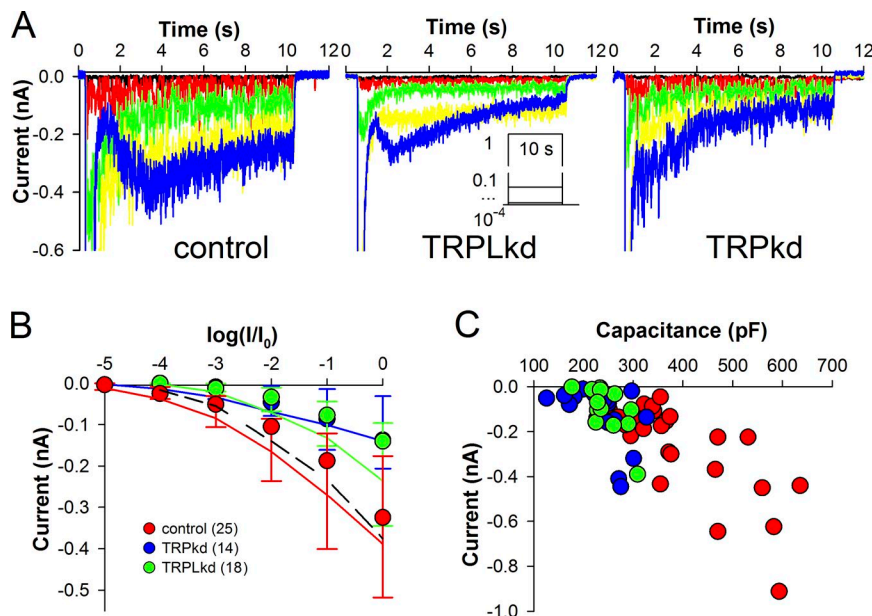 A
Time (s)
Time (s)
Time (s)
0 2 4 6 8 10 12
0 2 4 6 8 10 12
0 2 4 6 8 10 12
Current (nA)
0.0
-0.2
-0.4
-0.6
1
10 s
0.1
...
10⁻⁴
control
TRPLkd
TRPkd
B
log(I/I₀)
-5 -4 -3 -2 -1 0
Current (nA)
0.0
-0.1
-0.2
-0.3
-0.4
-0.5
control (25)
TRPkd (14)
TRPLkd (18)
C
Capacitance (pF)
100 200 300 400 500 600 700
Current (nA)
0.0
-0.2
-0.4
-0.6
-0.8
-1.0